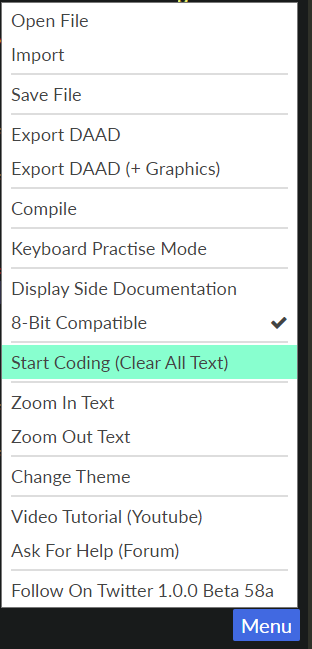 Open File
Import
Save File
Export DAAD
Export DAAD (+ Graphics)
Compile
Keyboard Practise Mode
Display Side Documentation
8-Bit Compatible
Start Coding (Clear All Text)
Zoom In Text
Zoom Out Text
Change Theme
Video Tutorial (Youtube)
Ask For Help (Forum)
Follow On Twitter 1.0.0 Beta 58a
Menu